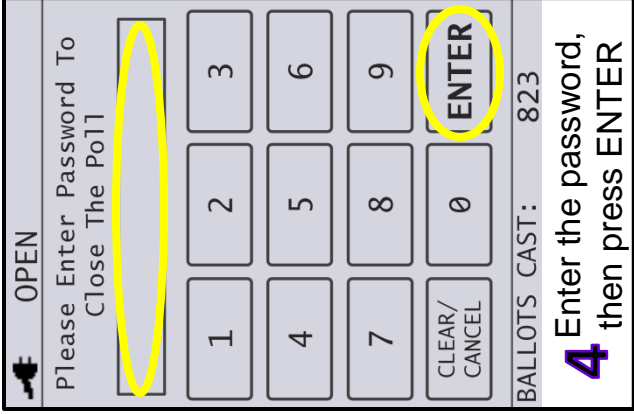 OPEN
Please Enter Password To
Close The Poll
1 2 3
4 5 6
7 8 9
CLEAR/
CANCEL
0 ENTER
BALLOTS CAST: 823
4 Enter the password,
then press ENTER